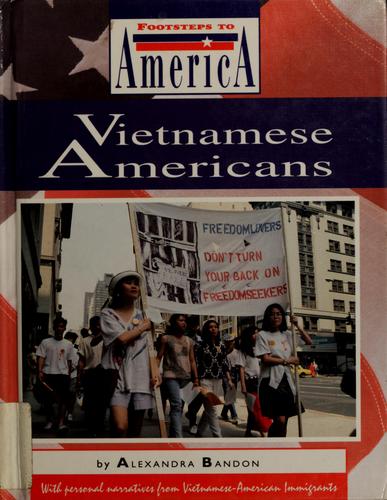 FOOTSTEPS TO
AMERICA
Vietnamese
Americans
FREEDOMLOVERS
DON'T TURN
YOUR BACK ON
FREEDOMSEEKERS
by ALEXANDRA BANDON
With personal narratives from Vietnamese-American Immigrants